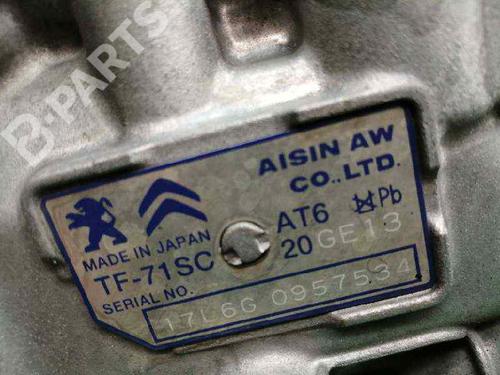 B-PARTS
AISIN AW
CO.,LTD.
MADE IN JAPAN
AT6 Pb
TF-71SC
20GE13
SERIAL NO.
17L6G 0957534